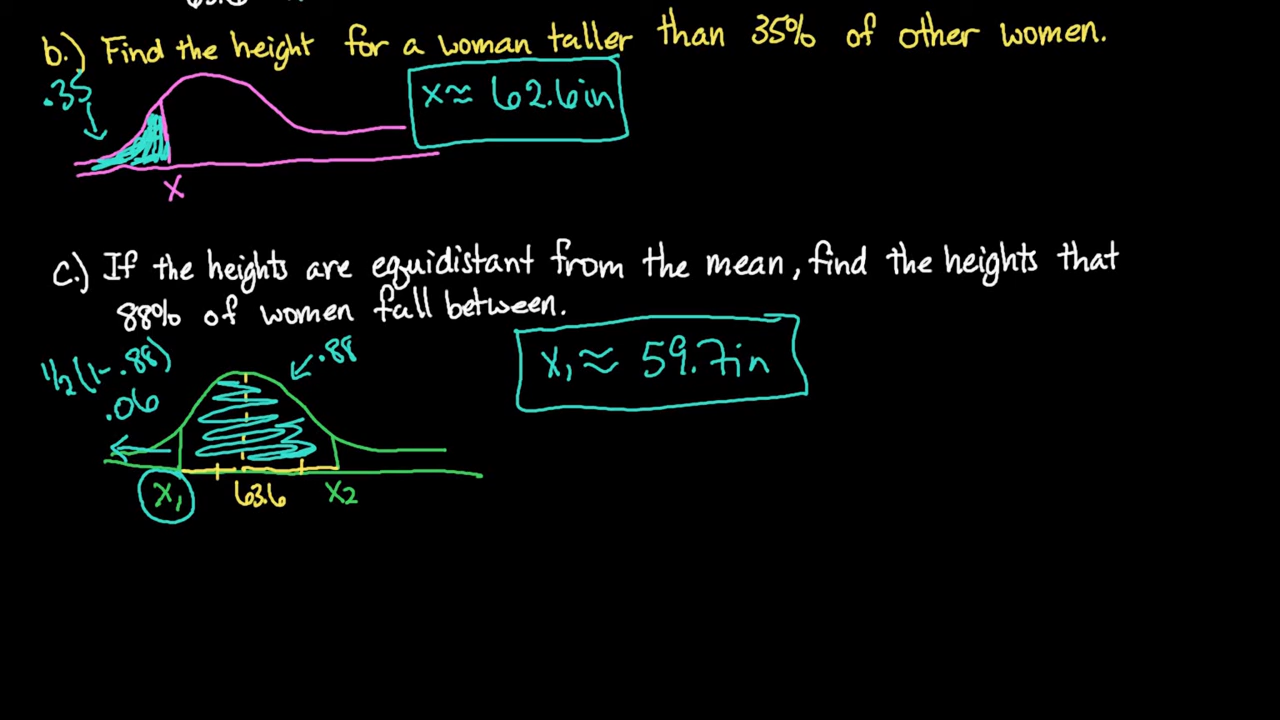 b.) Find the height for a woman taller than 35% of other women.
.35
x≈ 62.6in
x
c.) If the heights are equidistant from the mean, find the heights that
88% of women fall between.
1/2(1-.88)
.88
x₁ ≈ 59.7in
.06
x₁
63.6
x2